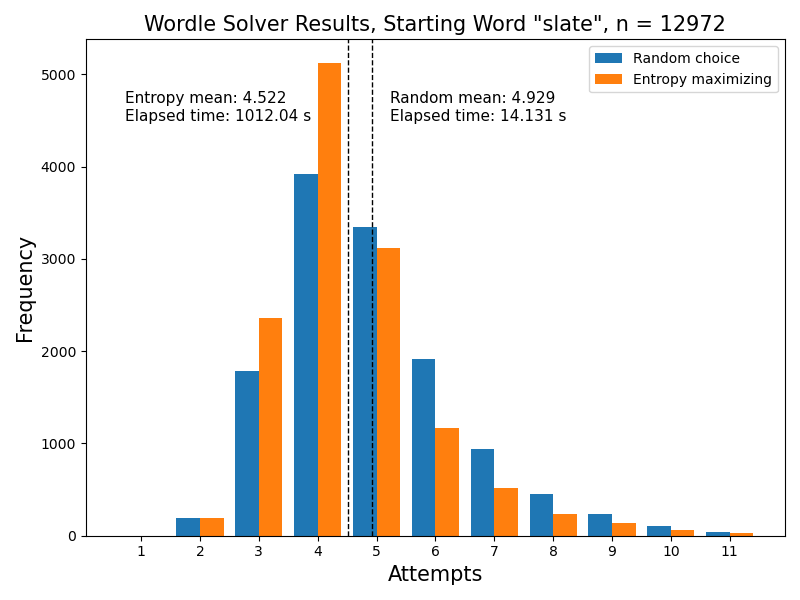 Wordle Solver Results, Starting Word "slate", n = 12972
Random choice
Entropy maximizing
Entropy mean: 4.522
Elapsed time: 1012.04 s
Random mean: 4.929
Elapsed time: 14.131 s
Frequency
5000
4000
3000
2000
1000
0
1 2 3 4 5 6 7 8 9 10 11
Attempts